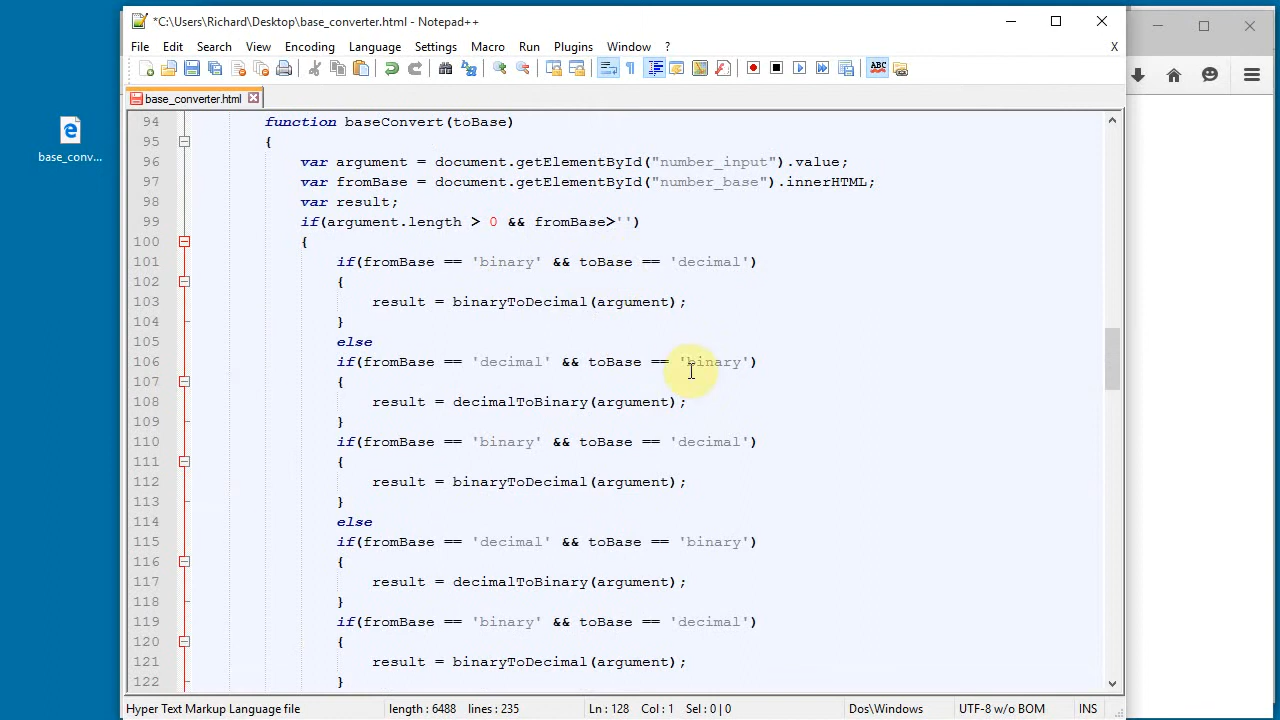 *C:\Users\Richard\Desktop\base_converter.html - Notepad++
File Edit Search View Encoding Language Settings Macro Run Plugins Window ? X
base_converter.html
94 function baseConvert(toBase)
95 {
96 var argument = document.getElementById("number_input").value;
97 var fromBase = document.getElementById("number_base").innerHTML;
98 var result;
99 if(argument.length > 0 && fromBase>'')
100 {
101 if(fromBase == 'binary' && toBase == 'decimal')
102 {
103 result = binaryToDecimal(argument);
104 }
105 else
106 if(fromBase == 'decimal' && toBase == 'binary')
107 {
108 result = decimalToBinary(argument);
109 }
110 if(fromBase == 'binary' && toBase == 'decimal')
111 {
112 result = binaryToDecimal(argument);
113 }
114 else
115 if(fromBase == 'decimal' && toBase == 'binary')
116 {
117 result = decimalToBinary(argument);
118 }
119 if(fromBase == 'binary' && toBase == 'decimal')
120 {
121 result = binaryToDecimal(argument);
122 }
base_conv...
Hyper Text Markup Language file length : 6488 lines : 235 Ln : 128 Col : 1 Sel : 0 | 0 Dos\Windows UTF-8 w/o BOM INS